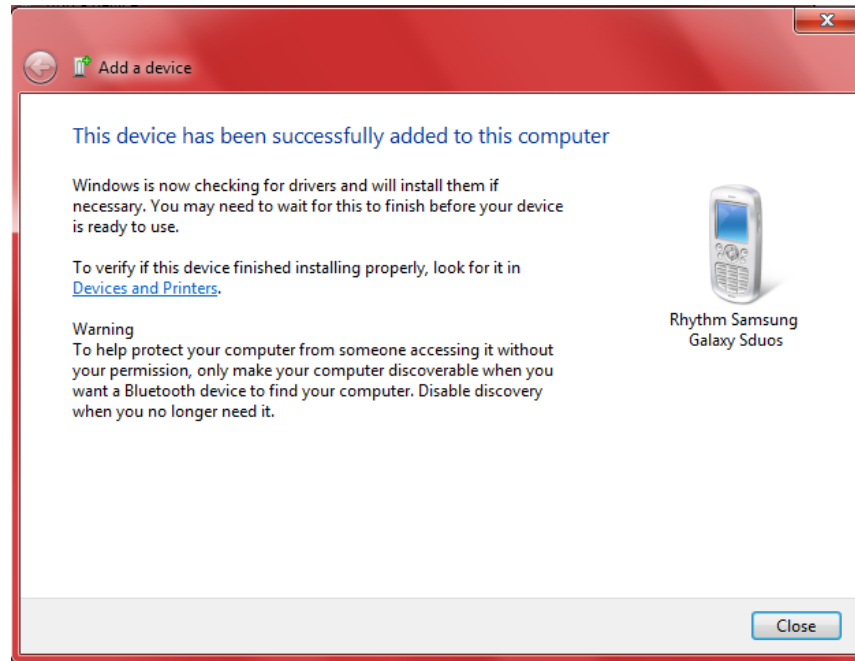 Add a device
This device has been successfully added to this computer
Windows is now checking for drivers and will install them if
necessary. You may need to wait for this to finish before your device
is ready to use.
To verify if this device finished installing properly, look for it in
Devices and Printers.
Warning
To help protect your computer from someone accessing it without
your permission, only make your computer discoverable when you
want a Bluetooth device to find your computer. Disable discovery
when you no longer need it.
Rhythm Samsung
Galaxy Sduos
Close